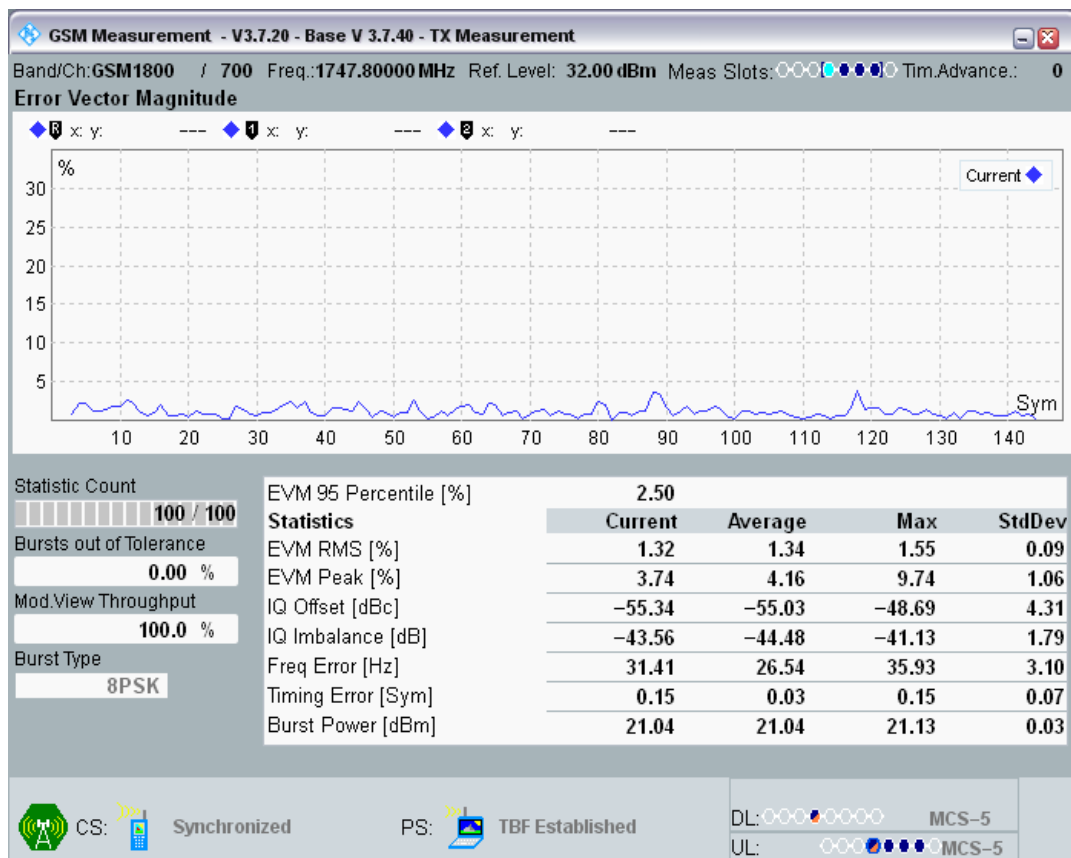 GSM Measurement - V3.7.20 - Base V 3.7.40 - TX Measurement
Band/Ch:GSM1800 / 700 Freq.:1747.80000 MHz Ref. Level: 32.00 dBm Meas Slots: Tim.Advance.: 0
Error Vector Magnitude
R x: y: --- 1 x: y: --- 2 x: y: ---
%
Current
30
25
20
15
10
5
Sym
10 20 30 40 50 60 70 80 90 100 110 120 130 140
Statistic Count
100 / 100
Bursts out of Tolerance
0.00 %
Mod.View Throughput
100.0 %
Burst Type
8PSK
EVM 95 Percentile [%] 2.50
Statistics Current Average Max StdDev
EVM RMS [%] 1.32 1.34 1.55 0.09
EVM Peak [%] 3.74 4.16 9.74 1.06
IQ Offset [dBc] −55.34 −55.03 −48.69 4.31
IQ Imbalance [dB] −43.56 −44.48 −41.13 1.79
Freq Error [Hz] 31.41 26.54 35.93 3.10
Timing Error [Sym] 0.15 0.03 0.15 0.07
Burst Power [dBm] 21.04 21.04 21.13 0.03
CS: Synchronized PS: TBF Established
DL: MCS−5
UL: MCS−5